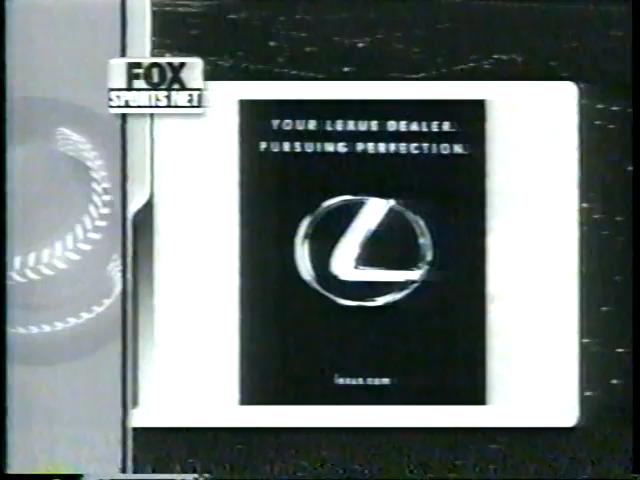 FOX
SPORTS NET
YOUR LEXUS DEALER.
PURSUING PERFECTION.
lexus.com